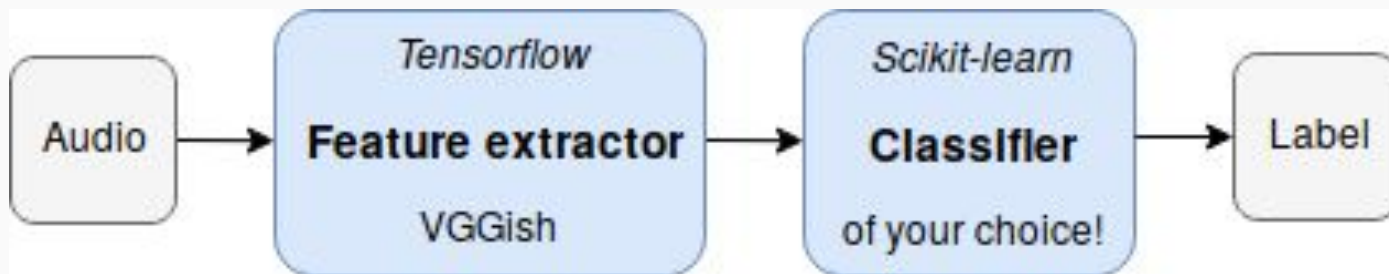 Audio
Tensorflow
Feature extractor
VGGish
Scikit-learn
Classifier
of your choice!
Label